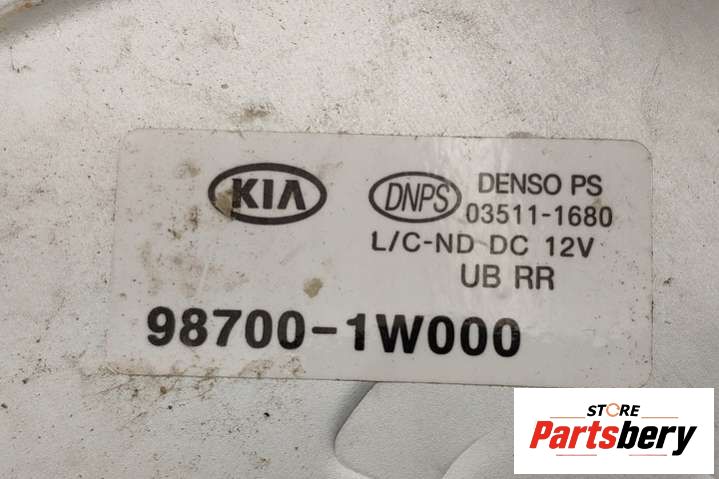 KIA
DNPS
DENSO PS
03511-1680
L/C-ND DC 12V
UB RR
98700-1W000
STORE
Partsbery